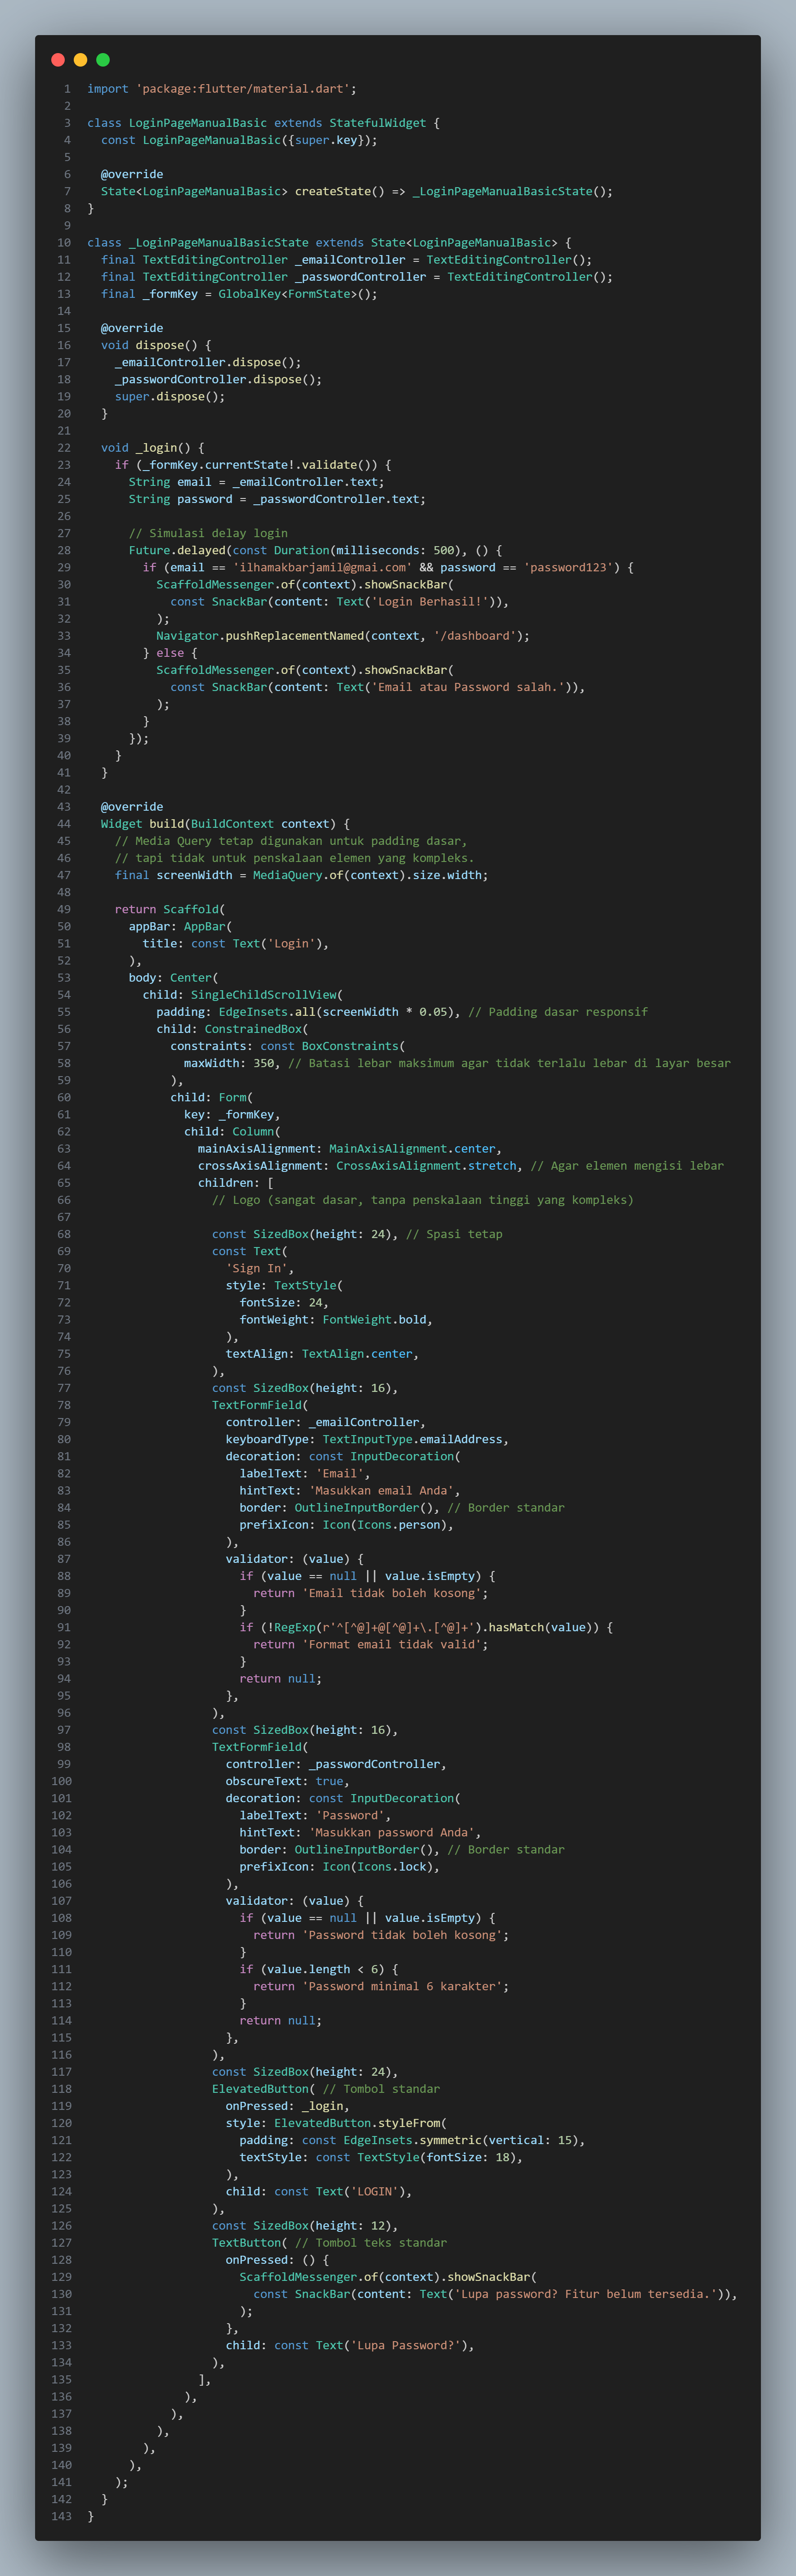 1 import 'package:flutter/material.dart';
2
3 class LoginPageManualBasic extends StatefulWidget {
4   const LoginPageManualBasic({super.key});
5
6   @override
7   State<LoginPageManualBasic> createState() => _LoginPageManualBasicState();
8 }
9
10 class _LoginPageManualBasicState extends State<LoginPageManualBasic> {
11   final TextEditingController _emailController = TextEditingController();
12   final TextEditingController _passwordController = TextEditingController();
13   final _formKey = GlobalKey<FormState>();
14
15   @override
16   void dispose() {
17     _emailController.dispose();
18     _passwordController.dispose();
19     super.dispose();
20   }
21
22   void _login() {
23     if (_formKey.currentState!.validate()) {
24       String email = _emailController.text;
25       String password = _passwordController.text;
26
27       // Simulasi delay login
28       Future.delayed(const Duration(milliseconds: 500), () {
29         if (email == 'ilhamakbarjamil@gmai.com' && password == 'password123') {
30           ScaffoldMessenger.of(context).showSnackBar(
31             const SnackBar(content: Text('Login Berhasil!')),
32           );
33           Navigator.pushReplacementNamed(context, '/dashboard');
34         } else {
35           ScaffoldMessenger.of(context).showSnackBar(
36             const SnackBar(content: Text('Email atau Password salah.')),
37           );
38         }
39       });
40     }
41   }
42
43   @override
44   Widget build(BuildContext context) {
45     // Media Query tetap digunakan untuk padding dasar,
46     // tapi tidak untuk penskalaan elemen yang kompleks.
47     final screenWidth = MediaQuery.of(context).size.width;
48
49     return Scaffold(
50       appBar: AppBar(
51         title: const Text('Login'),
52       ),
53       body: Center(
54         child: SingleChildScrollView(
55           padding: EdgeInsets.all(screenWidth * 0.05), // Padding dasar responsif
56           child: ConstrainedBox(
57             constraints: const BoxConstraints(
58               maxWidth: 350, // Batasi lebar maksimum agar tidak terlalu lebar di layar besar
59             ),
60             child: Form(
61               key: _formKey,
62               child: Column(
63                 mainAxisAlignment: MainAxisAlignment.center,
64                 crossAxisAlignment: CrossAxisAlignment.stretch, // Agar elemen mengisi lebar
65                 children: [
66                   // Logo (sangat dasar, tanpa penskalaan tinggi yang kompleks)
67
68                   const SizedBox(height: 24), // Spasi tetap
69                   const Text(
70                     'Sign In',
71                     style: TextStyle(
72                       fontSize: 24,
73                       fontWeight: FontWeight.bold,
74                     ),
75                     textAlign: TextAlign.center,
76                   ),
77                   const SizedBox(height: 16),
78                   TextFormField(
79                     controller: _emailController,
80                     keyboardType: TextInputType.emailAddress,
81                     decoration: const InputDecoration(
82                       labelText: 'Email',
83                       hintText: 'Masukkan email Anda',
84                       border: OutlineInputBorder(), // Border standar
85                       prefixIcon: Icon(Icons.person),
86                     ),
87                     validator: (value) {
88                       if (value == null || value.isEmpty) {
89                         return 'Email tidak boleh kosong';
90                       }
91                       if (!RegExp(r'^[^@]+@[^@]+\.[^@]+').hasMatch(value)) {
92                         return 'Format email tidak valid';
93                       }
94                       return null;
95                     },
96                   ),
97                   const SizedBox(height: 16),
98                   TextFormField(
99                     controller: _passwordController,
100                     obscureText: true,
101                     decoration: const InputDecoration(
102                       labelText: 'Password',
103                       hintText: 'Masukkan password Anda',
104                       border: OutlineInputBorder(), // Border standar
105                       prefixIcon: Icon(Icons.lock),
106                     ),
107                     validator: (value) {
108                       if (value == null || value.isEmpty) {
109                         return 'Password tidak boleh kosong';
110                       }
111                       if (value.length < 6) {
112                         return 'Password minimal 6 karakter';
113                       }
114                       return null;
115                     },
116                   ),
117                   const SizedBox(height: 24),
118                   ElevatedButton( // Tombol standar
119                     onPressed: _login,
120                     style: ElevatedButton.styleFrom(
121                       padding: const EdgeInsets.symmetric(vertical: 15),
122                       textStyle: const TextStyle(fontSize: 18),
123                     ),
124                     child: const Text('LOGIN'),
125                   ),
126                   const SizedBox(height: 12),
127                   TextButton( // Tombol teks standar
128                     onPressed: () {
129                       ScaffoldMessenger.of(context).showSnackBar(
130                         const SnackBar(content: Text('Lupa password? Fitur belum tersedia.')),
131                       );
132                     },
133                     child: const Text('Lupa Password?'),
134                   ),
135                 ],
136               ),
137             ),
138           ),
139         ),
140       ),
141     );
142   }
143 }